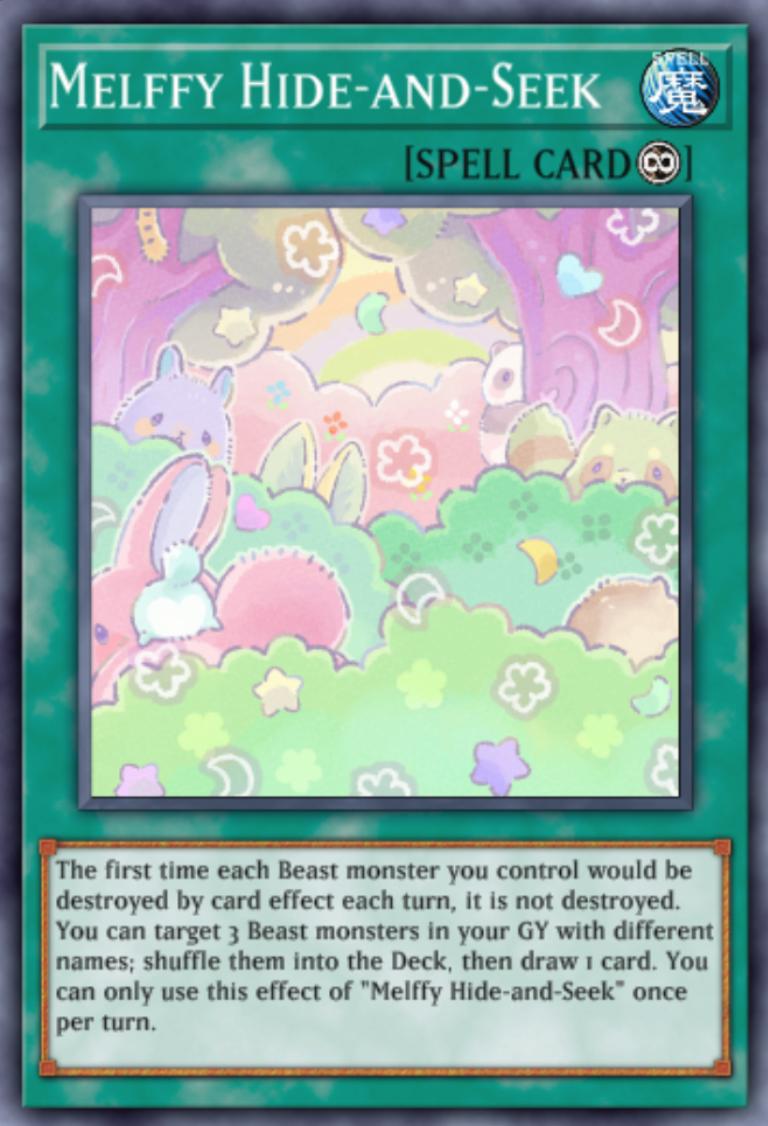 MELFFY HIDE-AND-SEEK
SPELL
魔
[SPELL CARD]
The first time each Beast monster you control would be
destroyed by card effect each turn, it is not destroyed.
You can target 3 Beast monsters in your GY with different
names; shuffle them into the Deck, then draw 1 card. You
can only use this effect of "Melffy Hide-and-Seek" once
per turn.